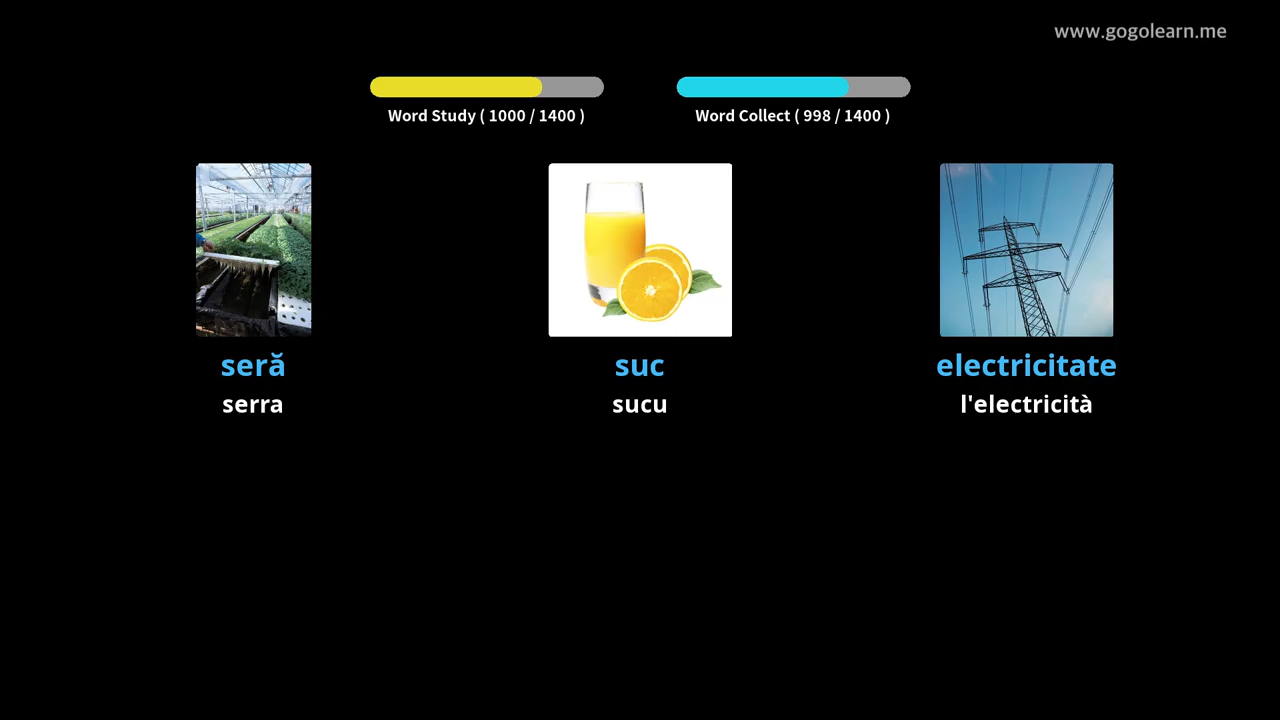 www.gogolearn.me
Word Study ( 1000 / 1400 )
Word Collect ( 998 / 1400 )
seră
suc
electricitate
serra
sucu
l'electricità